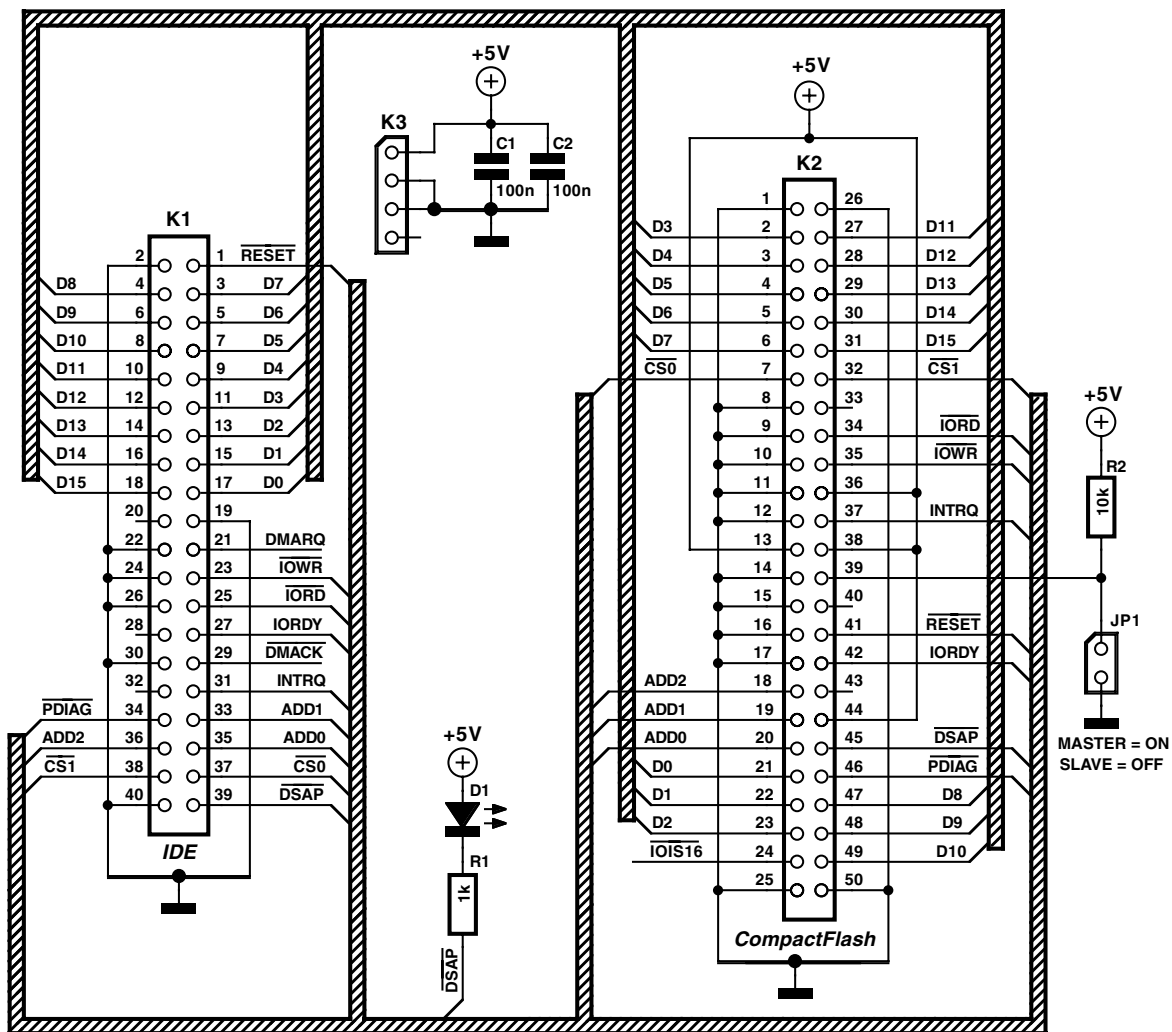 +5V
K3
C1
C2
100n
100n
K1
2 1 RESET
D8 4 3 D7
D9 6 5 D6
D10 8 7 D5
D11 10 9 D4
D12 12 11 D3
D13 14 13 D2
D14 16 15 D1
D15 18 17 D0
20 19
22 21 DMARQ
24 23 IOWR
26 25 IORD
28 27 IORDY
30 29 DMACK
32 31 INTRQ
PDIAG 34 33 ADD1
ADD2 36 35 ADD0
CS1 38 37 CS0
40 39 DSAP
IDE
+5V
D1
R1
1k
DSAP
+5V
K2
1 26
D3 2 27 D11
D4 3 28 D12
D5 4 29 D13
D6 5 30 D14
D7 6 31 D15
CS0 7 32 CS1
8 33
9 34 IORD
10 35 IOWR
11 36
12 37 INTRQ
13 38
14 39
15 40
16 41 RESET
17 42 IORDY
ADD2 18 43
ADD1 19 44
ADD0 20 45 DSAP
D0 21 46 PDIAG
D1 22 47 D8
D2 23 48 D9
IOIS16 24 49 D10
25 50
CompactFlash
+5V
R2
10k
JP1
MASTER = ON
SLAVE = OFF